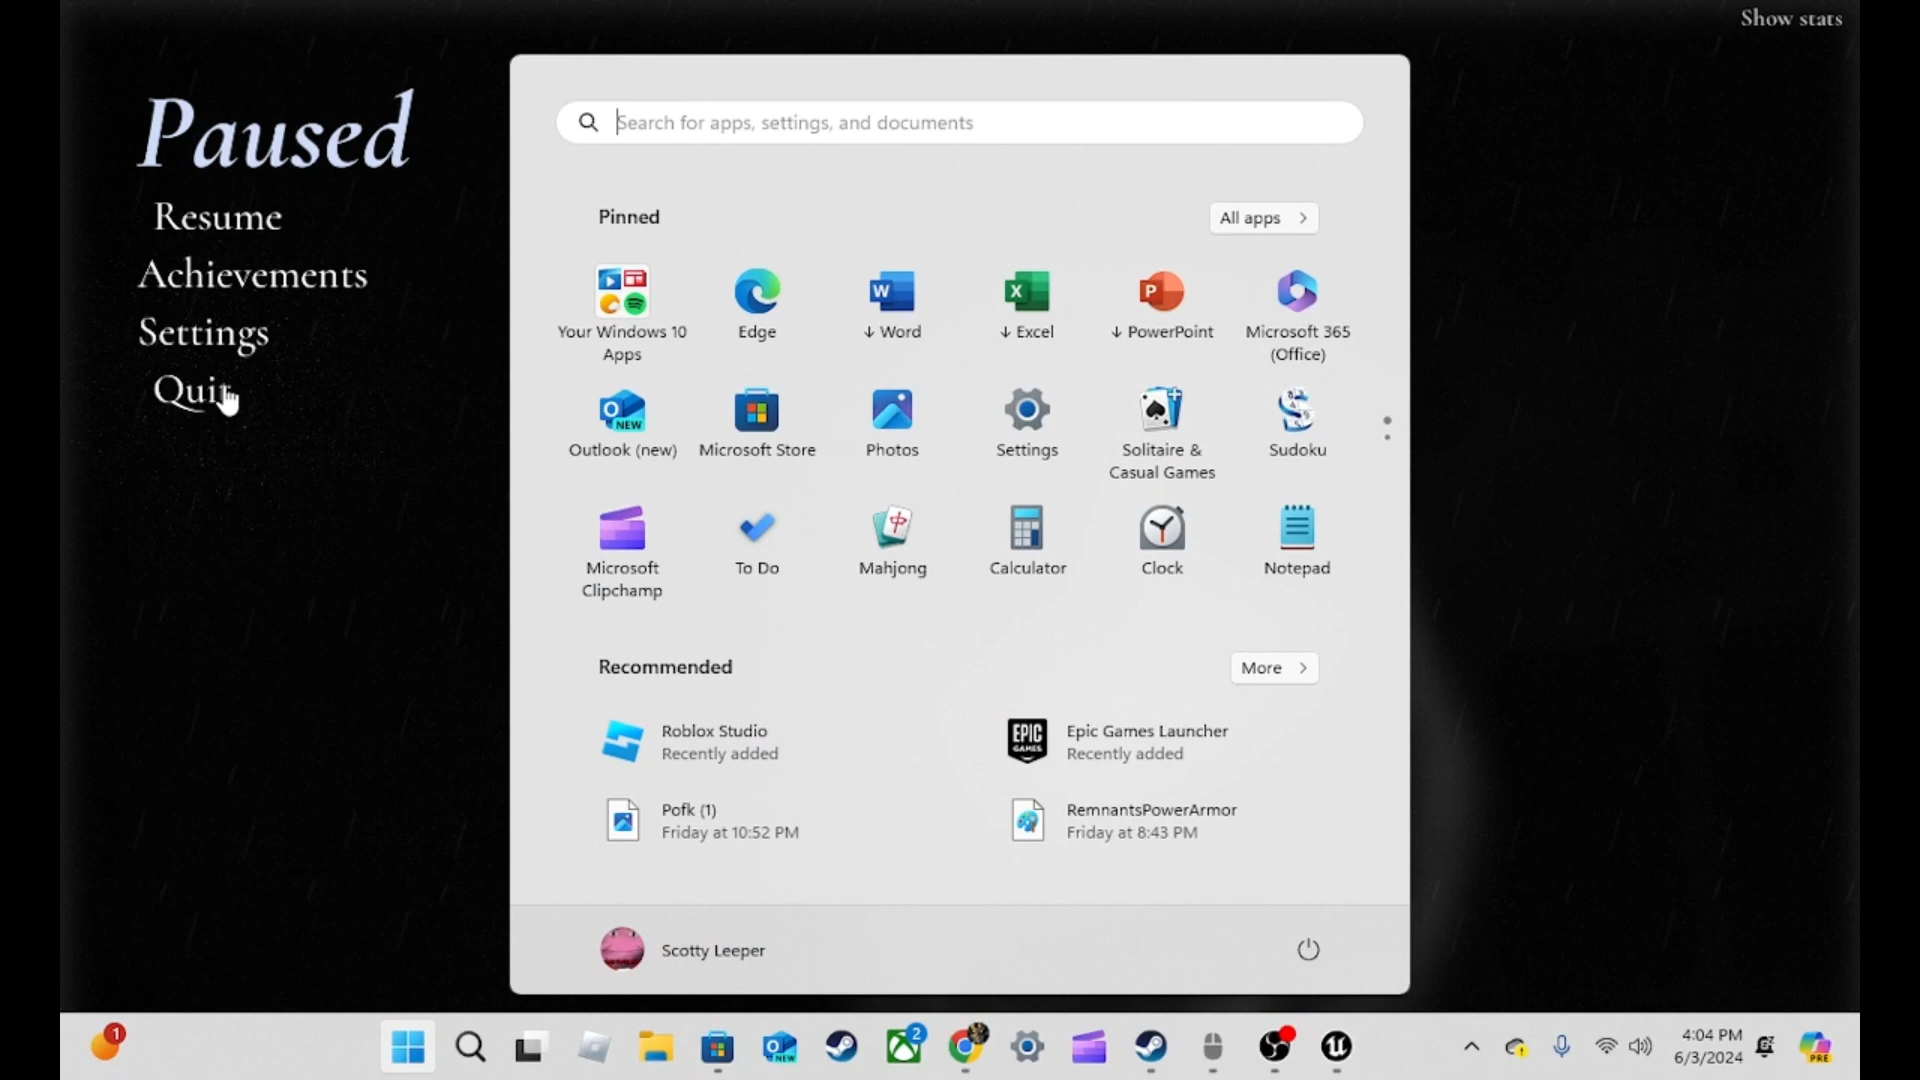 Show stats
Paused
Resume
Achievements
Settings
Quit
Search for apps, settings, and documents
Pinned
All apps
Your Windows 10 Apps
Edge
↓ Word
↓ Excel
↓ PowerPoint
Microsoft 365 (Office)
Outlook (new)
Microsoft Store
Photos
Settings
Solitaire & Casual Games
Sudoku
Microsoft Clipchamp
To Do
Mahjong
Calculator
Clock
Notepad
Recommended
More
Roblox Studio
Recently added
Epic Games Launcher
Recently added
Pofk (1)
Friday at 10:52 PM
RemnantsPowerArmor
Friday at 8:43 PM
Scotty Leeper
1
NEW
2
4:04 PM
6/3/2024
PRE